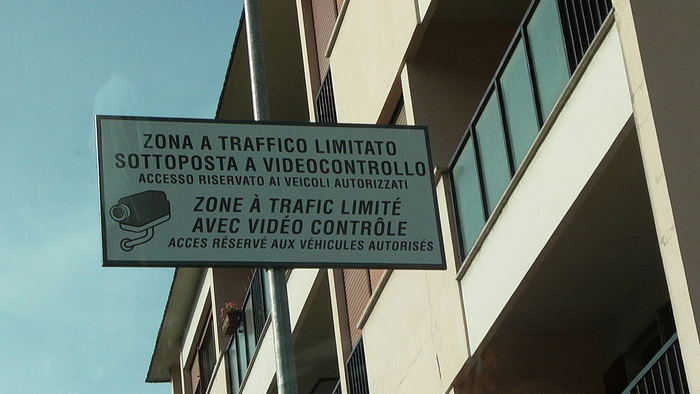 ZONA A TRAFFICO LIMITATO
SOTTOPOSTA A VIDEOCONTROLLO
ACCESSO RISERVATO AI VEICOLI AUTORIZZATI
ZONE À TRAFIC LIMITÉ
AVEC VIDÉO CONTRÔLE
ACCES RÉSERVÉ AUX VÉHICULES AUTORISÉS